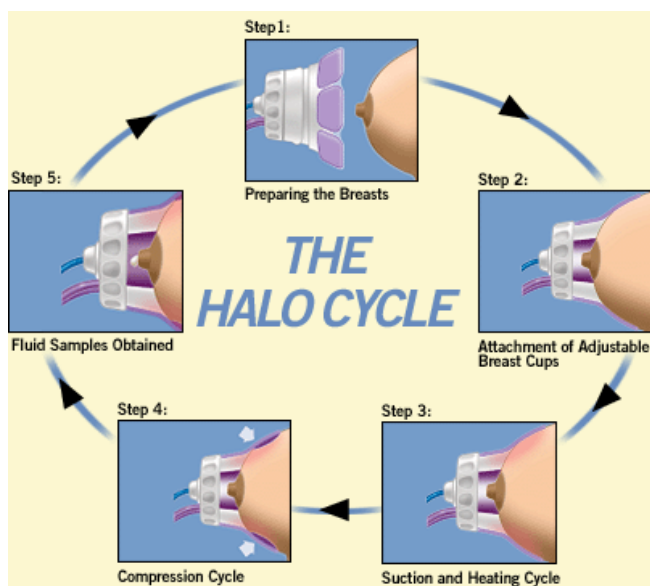 Step1:
Preparing the Breasts
Step 2:
Attachment of Adjustable
Breast Cups
Step 3:
Suction and Heating Cycle
Step 4:
Compression Cycle
Step 5:
Fluid Samples Obtained
THE
HALO CYCLE